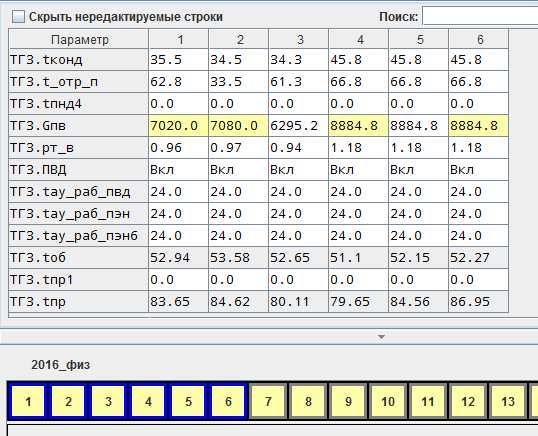 Скрыть нередактируемые строки Поиск:
Параметр 1 2 3 4 5 6
ТГ3.tконд 35.5 34.5 34.3 45.8 45.8 45.8
ТГ3.t_отр_п 62.8 33.5 61.3 66.8 66.8 66.8
ТГ3.tпнд4 0.0 0.0 0.0 0.0 0.0 0.0
ТГ3.Gпв 7020.0 7080.0 6295.2 8884.8 8884.8 8884.8
ТГ3.рт_в 0.96 0.97 0.94 1.18 1.18 1.18
ТГ3.ПВД Вкл Вкл Вкл Вкл Вкл Вкл
ТГ3.тау_раб_пвд 24.0 24.0 24.0 24.0 24.0 24.0
ТГ3.тау_раб_пэн 24.0 24.0 24.0 24.0 24.0 24.0
ТГ3.тау_раб_пэнб 24.0 24.0 24.0 24.0 24.0 24.0
ТГ3.tоб 52.94 53.58 52.65 51.1 52.15 52.27
ТГ3.tпр1 0.0 0.0 0.0 0.0 0.0 0.0
ТГ3.tпр 83.65 84.62 80.11 79.65 84.56 86.95
2016_физ
1 2 3 4 5 6 7 8 9 10 11 12 13